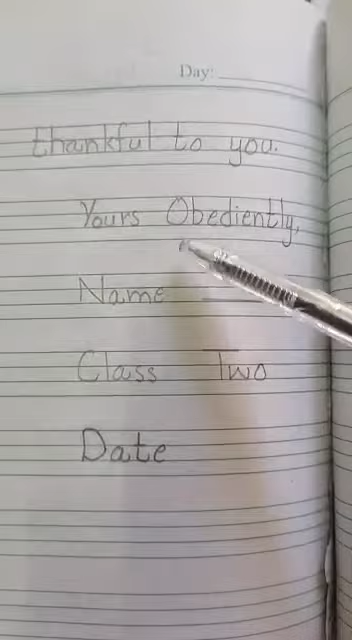 Day:
thankful to you.
Yours Obediently,
Name
Class Two
Date